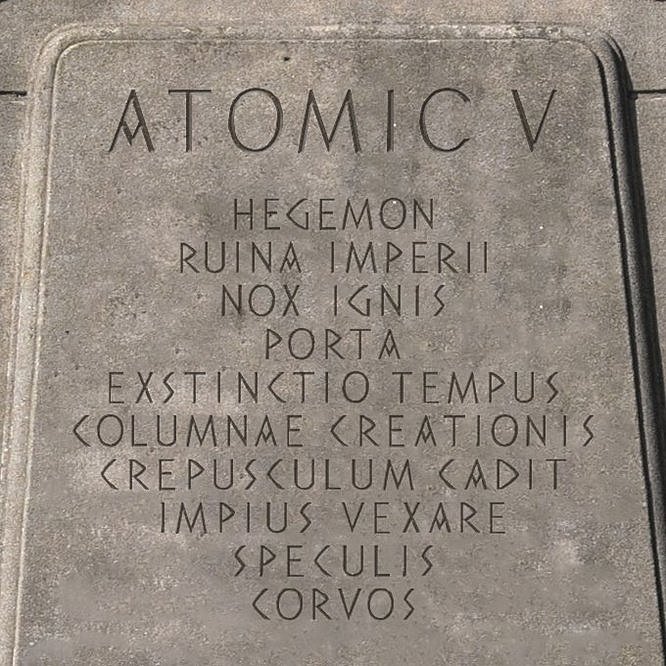 ATOMIC V
HEGEMON
RUINA IMPERII
NOX IGNIS
PORTA
EXSTINCTIO TEMPUS
COLUMNAE CREATIONIS
CREPUSCULUM CADIT
IMPIUS VEXARE
SPECULIS
CORVOS